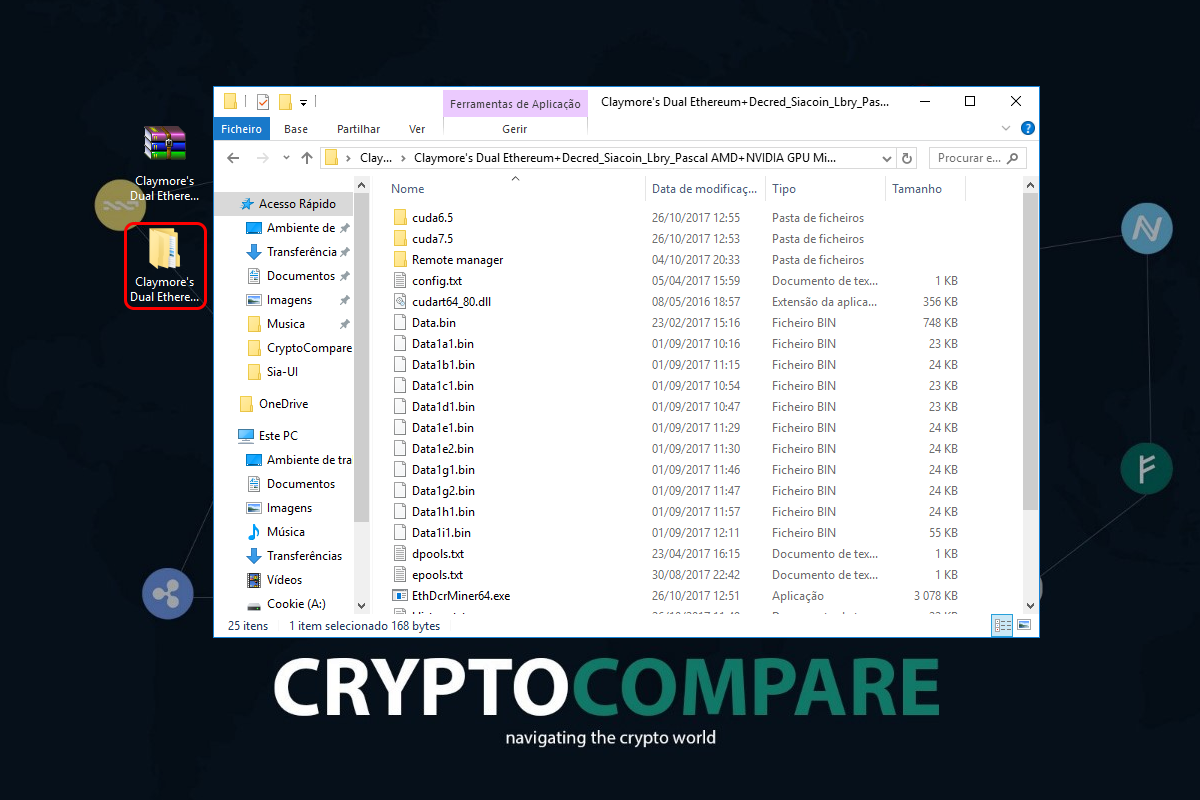 Claymore's
Dual Ethere...
Claymore's
Dual Ethere...
Ferramentas de Aplicação
Claymore's Dual Ethereum+Decred_Siacoin_Lbry_Pas...
Ficheiro Base Partilhar Ver Gerir
Clay... Claymore's Dual Ethereum+Decred_Siacoin_Lbry_Pascal AMD+NVIDIA GPU Mi... Procurar e...
Acesso Rápido
Ambiente de
Transferência
Documentos
Imagens
Musica
CryptoCompare
Sia-UI
OneDrive
Este PC
Ambiente de tra
Documentos
Imagens
Música
Transferências
Vídeos
Cookie (A:)
Nome Data de modificaç... Tipo Tamanho
cuda6.5 26/10/2017 12:55 Pasta de ficheiros
cuda7.5 26/10/2017 12:53 Pasta de ficheiros
Remote manager 04/10/2017 20:33 Pasta de ficheiros
config.txt 05/04/2017 15:59 Documento de tex... 1 KB
cudart64_80.dll 08/05/2016 18:57 Extensão da aplica... 356 KB
Data.bin 23/02/2017 15:16 Ficheiro BIN 748 KB
Data1a1.bin 01/09/2017 10:16 Ficheiro BIN 23 KB
Data1b1.bin 01/09/2017 11:15 Ficheiro BIN 24 KB
Data1c1.bin 01/09/2017 10:54 Ficheiro BIN 23 KB
Data1d1.bin 01/09/2017 10:47 Ficheiro BIN 23 KB
Data1e1.bin 01/09/2017 11:29 Ficheiro BIN 24 KB
Data1e2.bin 01/09/2017 11:30 Ficheiro BIN 24 KB
Data1g1.bin 01/09/2017 11:46 Ficheiro BIN 24 KB
Data1g2.bin 01/09/2017 11:47 Ficheiro BIN 24 KB
Data1h1.bin 01/09/2017 11:57 Ficheiro BIN 24 KB
Data1i1.bin 01/09/2017 12:11 Ficheiro BIN 55 KB
dpools.txt 23/04/2017 16:15 Documento de tex... 1 KB
epools.txt 30/08/2017 22:42 Documento de tex... 1 KB
EthDcrMiner64.exe 26/10/2017 12:51 Aplicação 3 078 KB
25 itens 1 item selecionado 168 bytes
CRYPTOCOMPARE
navigating the crypto world